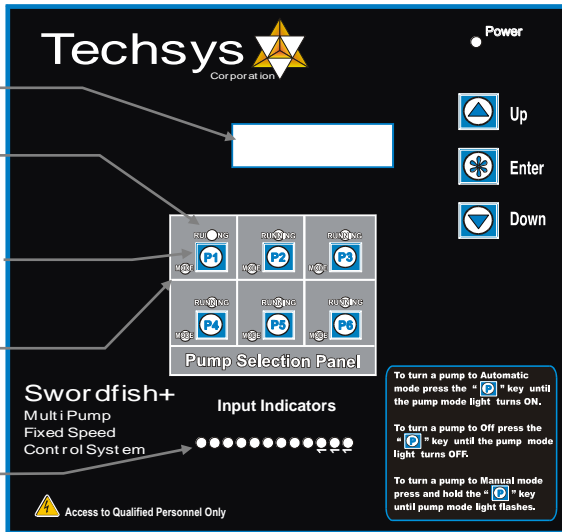 Techsys
Corporation
Power
Up
Enter
Down
RUNNING RUNNING RUNNING
P1 P2 P3
MODE MODE MODE
RUNNING RUNNING RUNNING
P4 P5 P6
MODE MODE MODE
Pump Selection Panel
Swordfish+
Multi Pump
Fixed Speed
Control System
Input Indicators
To turn a pump to Automatic
mode press the “ P ” key until
the pump mode light turns ON.
To turn a pump to Off press the
“ P ” key until the pump mode
light turns OFF.
To turn a pump to Manual mode
press and hold the “ P ” key
until pump mode light flashes.
Access to Qualified Personnel Only